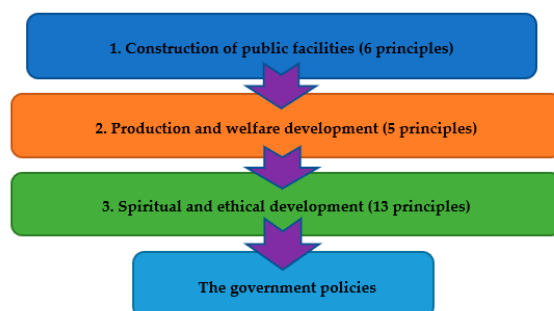 1. Construction of public facilities (6 principles)
2. Production and welfare development (5 principles)
3. Spiritual and ethical development (13 principles)
The government policies